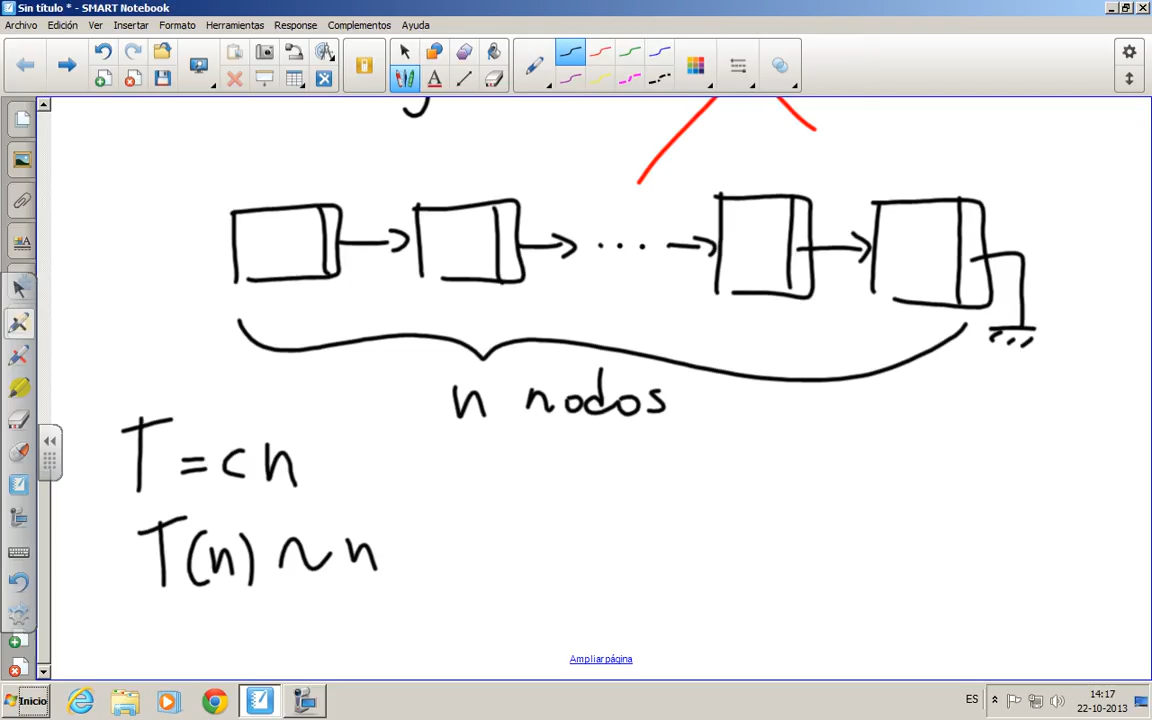 Sin título * - SMART Notebook
Archivo Edición Ver Insertar Formato Herramientas Response Complementos Ayuda
n nodos
T = cn
T(n) ~ n
Ampliar página
Inicio
ES
14:17
22-10-2013